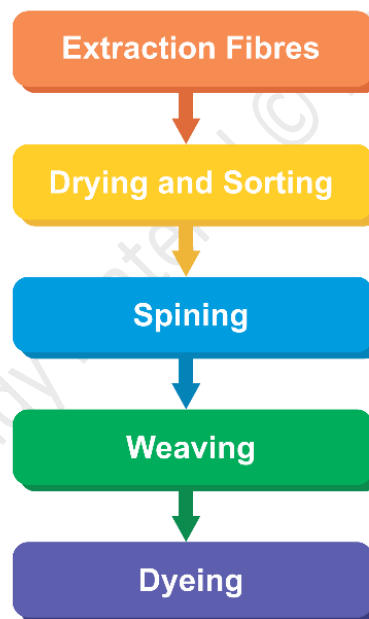 Extraction Fibres
Drying and Sorting
Spining
Weaving
Dyeing